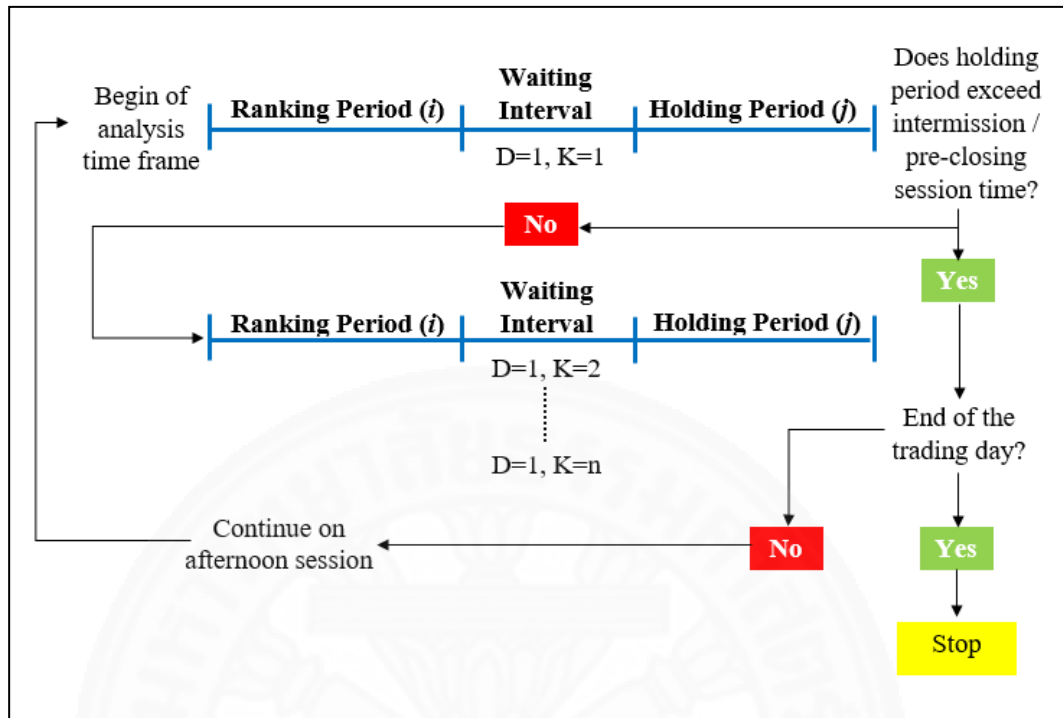 Begin of
analysis
time frame
Ranking Period (i)
Waiting
Interval
Holding Period (j)
D=1, K=1
Does holding
period exceed
intermission /
pre-closing
session time?
No
Yes
Ranking Period (i)
Waiting
Interval
Holding Period (j)
D=1, K=2
D=1, K=n
End of the
trading day?
Continue on
afternoon session
No
Yes
Stop